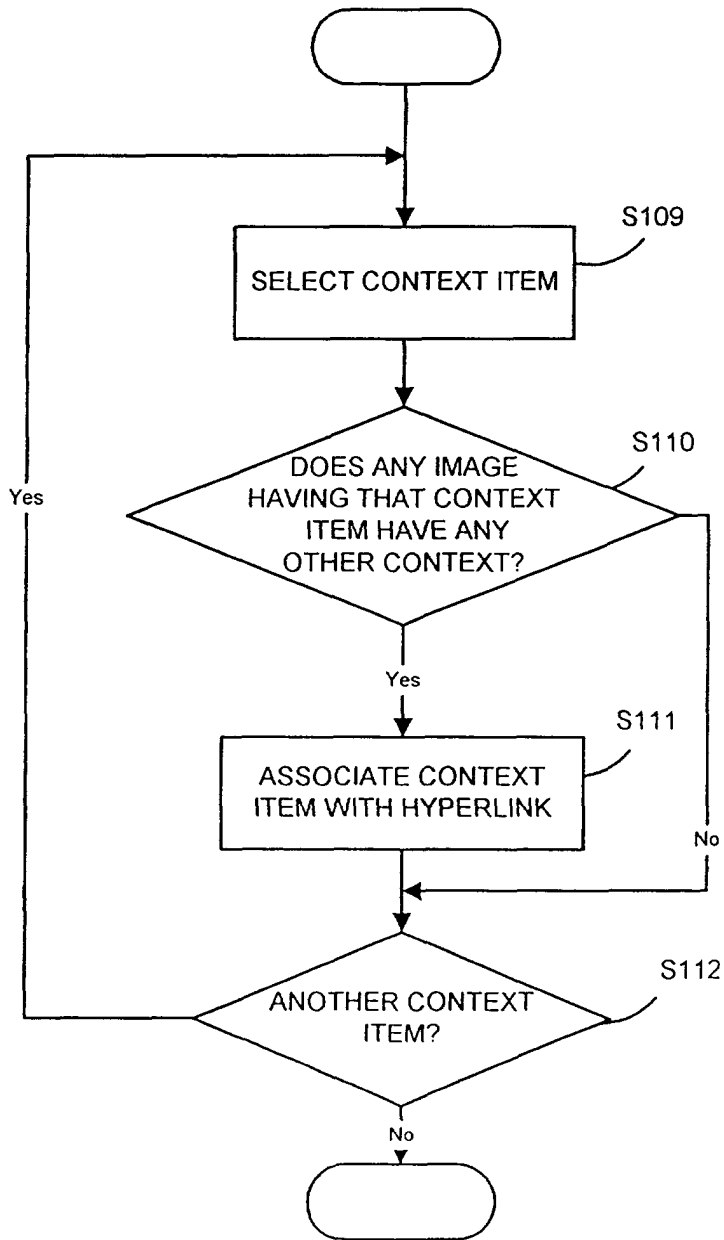 S109
SELECT CONTEXT ITEM
S110
DOES ANY IMAGE
HAVING THAT CONTEXT
ITEM HAVE ANY
OTHER CONTEXT?
Yes
Yes
S111
ASSOCIATE CONTEXT
ITEM WITH HYPERLINK
No
S112
ANOTHER CONTEXT
ITEM?
No